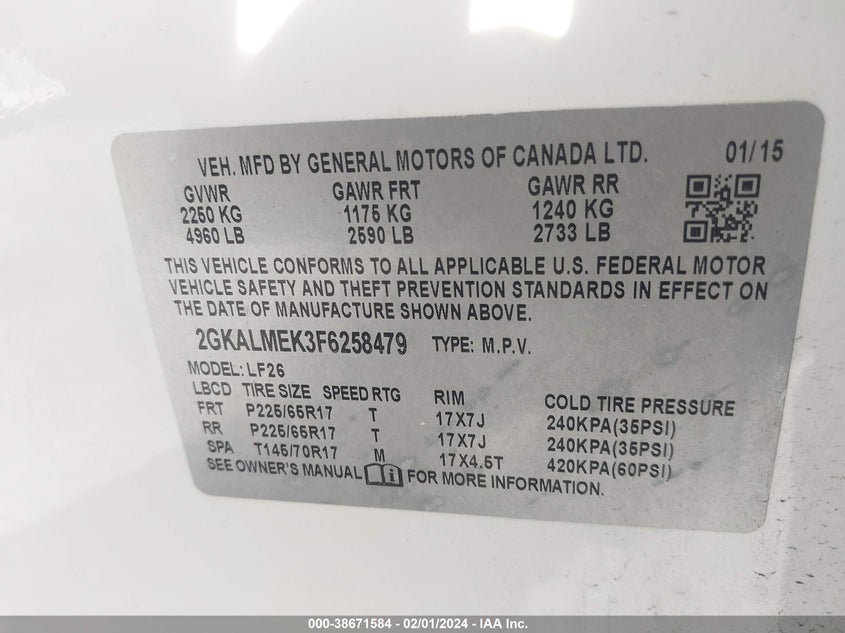 VEH. MFD BY GENERAL MOTORS OF CANADA LTD. 01/15
GVWR GAWR FRT GAWR RR
2250 KG 1175 KG 1240 KG
4960 LB 2590 LB 2733 LB
THIS VEHICLE CONFORMS TO ALL APPLICABLE U.S. FEDERAL MOTOR
VEHICLE SAFETY AND THEFT PREVENTION STANDARDS IN EFFECT ON
THE DATE OF MANUFACTURE SHOWN ABOVE.
2GKALMEK3F6258479 TYPE: M.P.V.
MODEL: LF26
LBCD TIRE SIZE SPEED RTG RIM COLD TIRE PRESSURE
FRT P225/65R17 T 17X7J 240KPA(35PSI)
RR P225/65R17 T 17X7J 240KPA(35PSI)
SPA T145/70R17 M 17X4.5T 420KPA(60PSI)
SEE OWNER'S MANUAL FOR MORE INFORMATION.
000-38671584 - 02/01/2024 - IAA Inc.